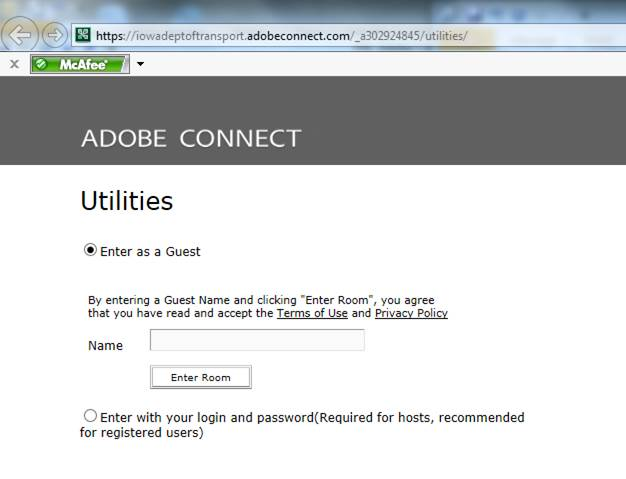 https://iowadeptoftransport.adobeconnect.com/_a302924845/utilities/
x McAfee
ADOBE CONNECT
Utilities
Enter as a Guest
By entering a Guest Name and clicking "Enter Room", you agree
that you have read and accept the Terms of Use and Privacy Policy
Name
Enter Room
Enter with your login and password(Required for hosts, recommended
for registered users)